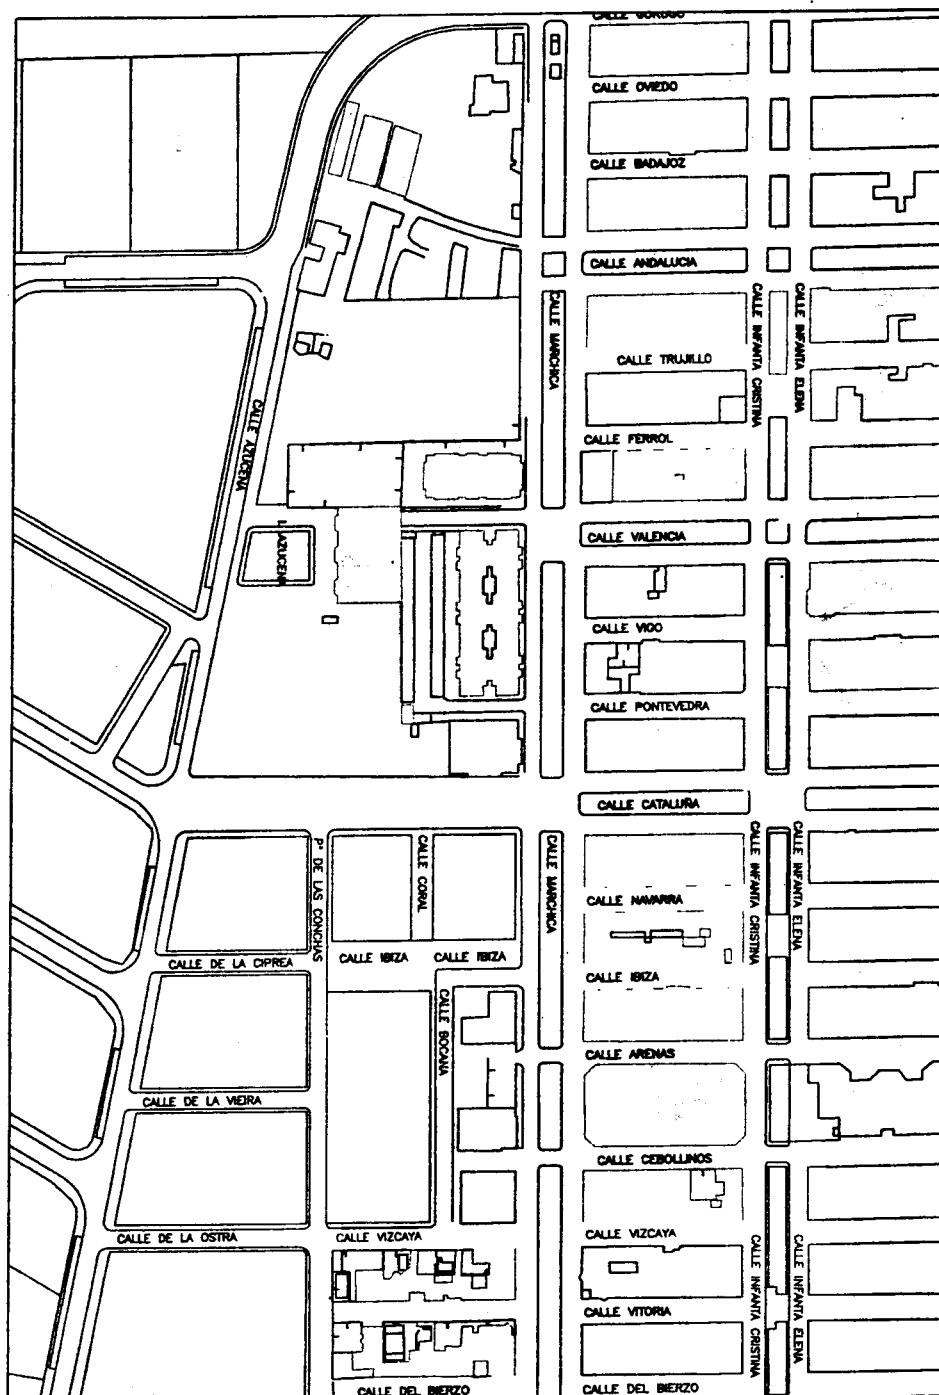 CALLE OVIEDO
CALLE BADAJOZ
CALLE ANDALUCIA
CALLE MARCHICA
CALLE INFANTA CRISTINA
CALLE INFANTA ELENA
CALLE TRUJILLO
CALLE AZUCENA
CALLE FERROL
AZUCENA
CALLE VALENCIA
CALLE VIGO
CALLE PONTEVEDRA
CALLE CATALUÑA
Pº DE LAS CONCHAS
CALLE CORAL
CALLE MARCHICA
CALLE INFANTA CRISTINA
CALLE INFANTA ELENA
CALLE NAVARRA
CALLE DE LA CIPREA
CALLE IBIZA
CALLE IBIZA
CALLE IBIZA
CALLE BOCANA
CALLE ARENAS
CALLE DE LA VIEIRA
CALLE CEBOLLINOS
CALLE DE LA OSTRA
CALLE VIZCAYA
CALLE VIZCAYA
CALLE INFANTA CRISTINA
CALLE INFANTA ELENA
CALLE VITORIA
CALLE DEL BIERZO
CALLE DEL BIERZO